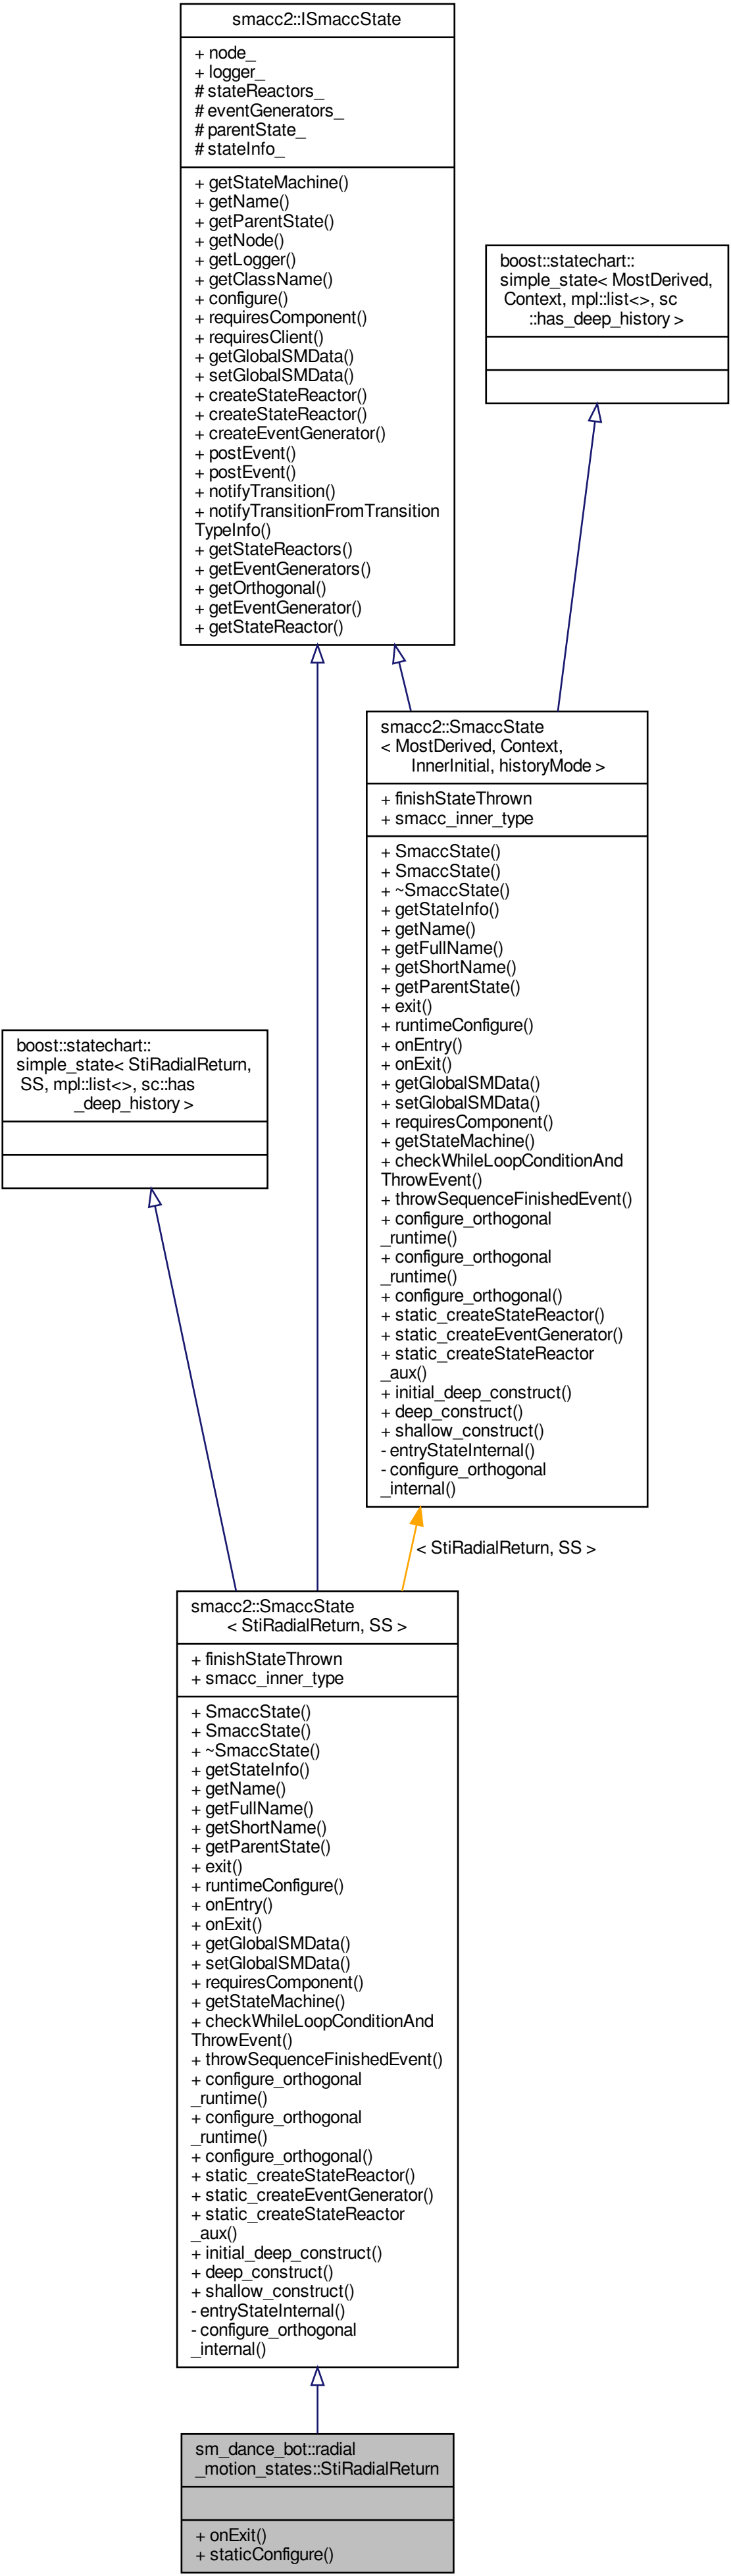 smacc2::ISmaccState
+ node_
+ logger_
# stateReactors_
# eventGenerators_
# parentState_
# stateInfo_
+ getStateMachine()
+ getName()
+ getParentState()
+ getNode()
+ getLogger()
+ getClassName()
+ configure()
+ requiresComponent()
+ requiresClient()
+ getGlobalSMData()
+ setGlobalSMData()
+ createStateReactor()
+ createStateReactor()
+ createEventGenerator()
+ postEvent()
+ postEvent()
+ notifyTransition()
+ notifyTransitionFromTransition
TypeInfo()
+ getStateReactors()
+ getEventGenerators()
+ getOrthogonal()
+ getEventGenerator()
+ getStateReactor()
boost::statechart::
simple_state< MostDerived,
Context, mpl::list<>, sc
::has_deep_history >
smacc2::SmaccState
< MostDerived, Context,
InnerInitial, historyMode >
+ finishStateThrown
+ smacc_inner_type
+ SmaccState()
+ SmaccState()
+ ~SmaccState()
+ getStateInfo()
+ getName()
+ getFullName()
+ getShortName()
+ getParentState()
+ exit()
+ runtimeConfigure()
+ onEntry()
+ onExit()
+ getGlobalSMData()
+ setGlobalSMData()
+ requiresComponent()
+ getStateMachine()
+ checkWhileLoopConditionAnd
ThrowEvent()
+ throwSequenceFinishedEvent()
+ configure_orthogonal
_runtime()
+ configure_orthogonal
_runtime()
+ configure_orthogonal()
+ static_createStateReactor()
+ static_createEventGenerator()
+ static_createStateReactor
_aux()
+ initial_deep_construct()
+ deep_construct()
+ shallow_construct()
- entryStateInternal()
- configure_orthogonal
_internal()
boost::statechart::
simple_state< StiRadialReturn,
SS, mpl::list<>, sc::has
_deep_history >
< StiRadialReturn, SS >
smacc2::SmaccState
< StiRadialReturn, SS >
+ finishStateThrown
+ smacc_inner_type
+ SmaccState()
+ SmaccState()
+ ~SmaccState()
+ getStateInfo()
+ getName()
+ getFullName()
+ getShortName()
+ getParentState()
+ exit()
+ runtimeConfigure()
+ onEntry()
+ onExit()
+ getGlobalSMData()
+ setGlobalSMData()
+ requiresComponent()
+ getStateMachine()
+ checkWhileLoopConditionAnd
ThrowEvent()
+ throwSequenceFinishedEvent()
+ configure_orthogonal
_runtime()
+ configure_orthogonal
_runtime()
+ configure_orthogonal()
+ static_createStateReactor()
+ static_createEventGenerator()
+ static_createStateReactor
_aux()
+ initial_deep_construct()
+ deep_construct()
+ shallow_construct()
- entryStateInternal()
- configure_orthogonal
_internal()
sm_dance_bot::radial
_motion_states::StiRadialReturn
+ onExit()
+ staticConfigure()